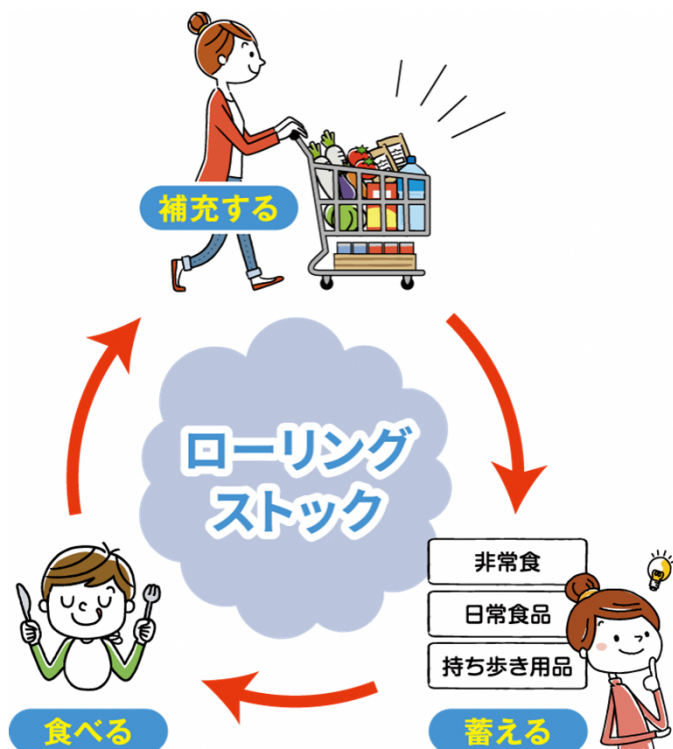 補充する
ローリング
ストック
非常食
日常食品
持ち歩き用品
食べる
蓄える